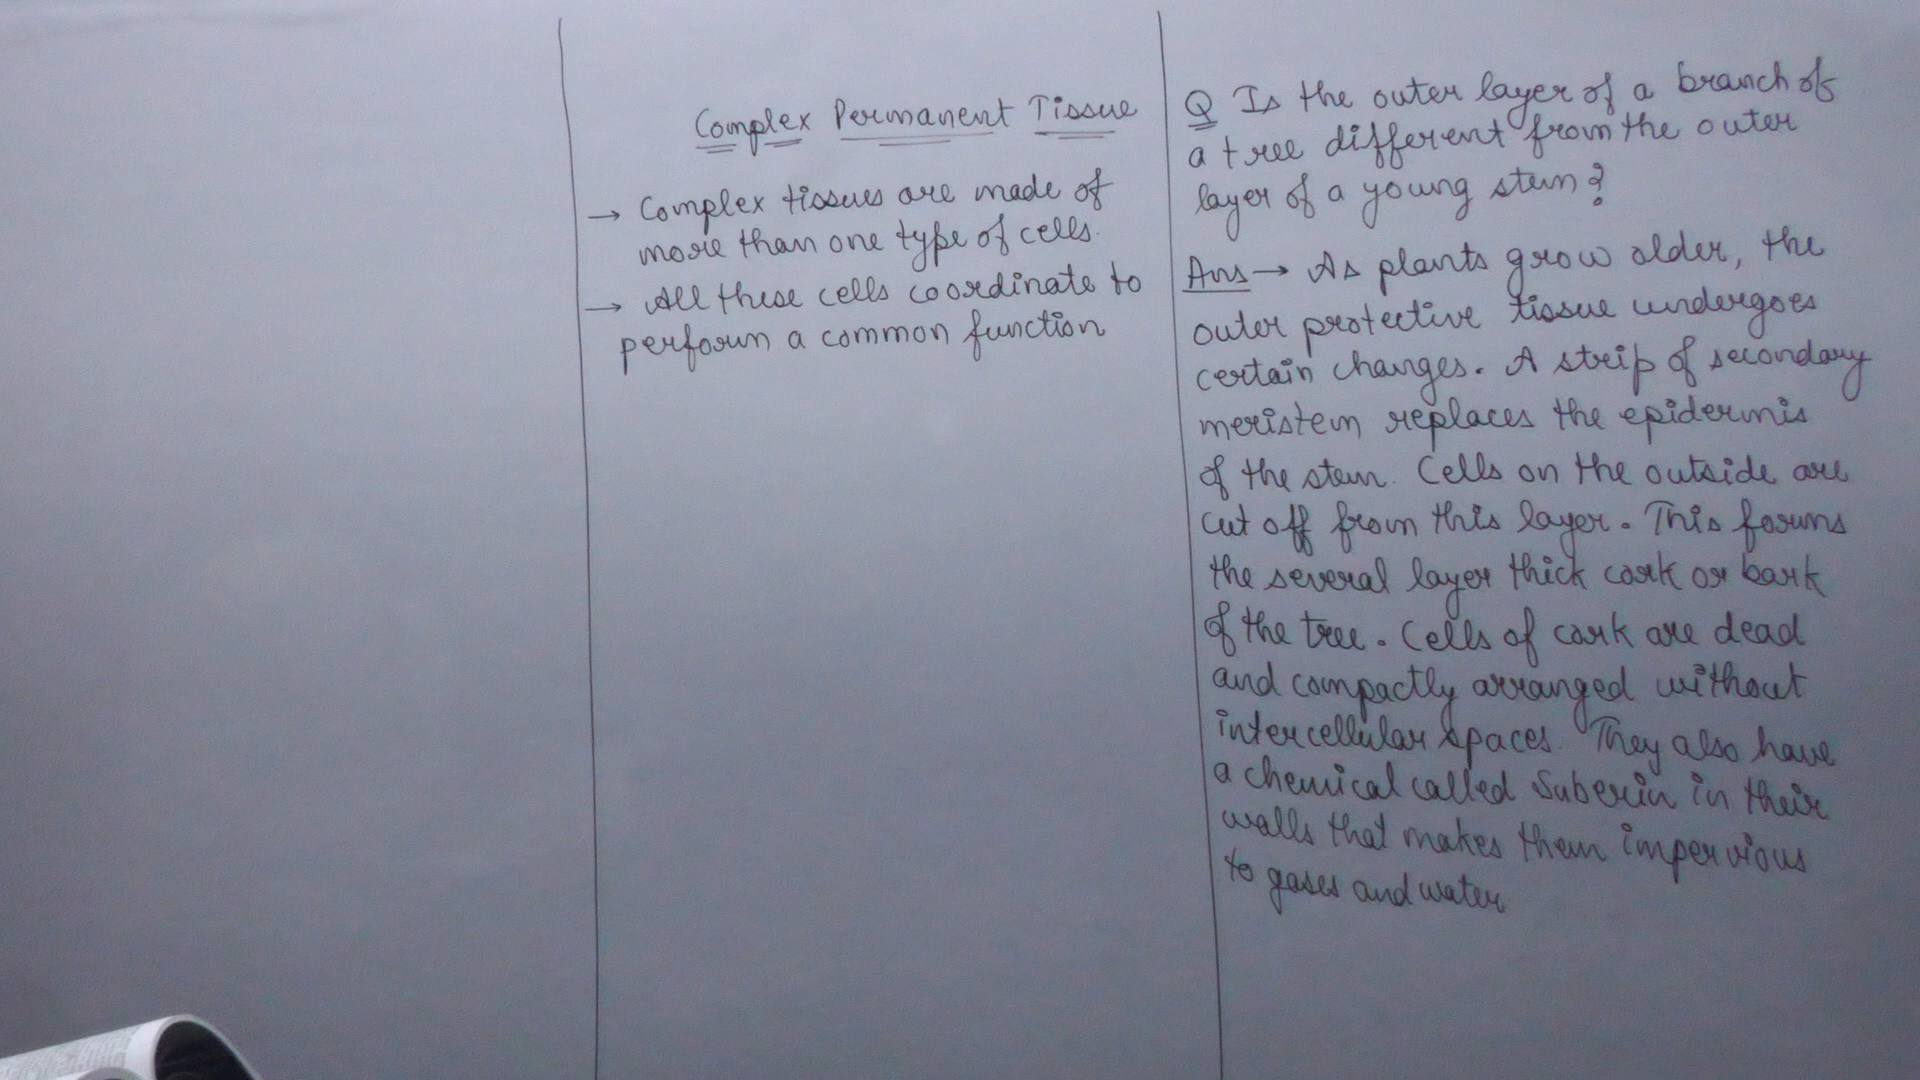 Complex Permanent Tissue
→ Complex tissues are made of
more than one type of cells.
→ All these cells coordinate to
perform a common function
Q Is the outer layer of a branch of
a tree different from the outer
layer of a young stem?
Ans → As plants grow older, the
outer protective tissue undergoes
certain changes. A strip of secondary
meristem replaces the epidermis
of the stem. Cells on the outside are
cut off from this layer. This forms
the several layer thick cork or bark
of the tree. Cells of cork are dead
and compactly arranged without
intercellular spaces. They also have
a chemical called Suberin in their
walls that makes them impervious
to gases and water